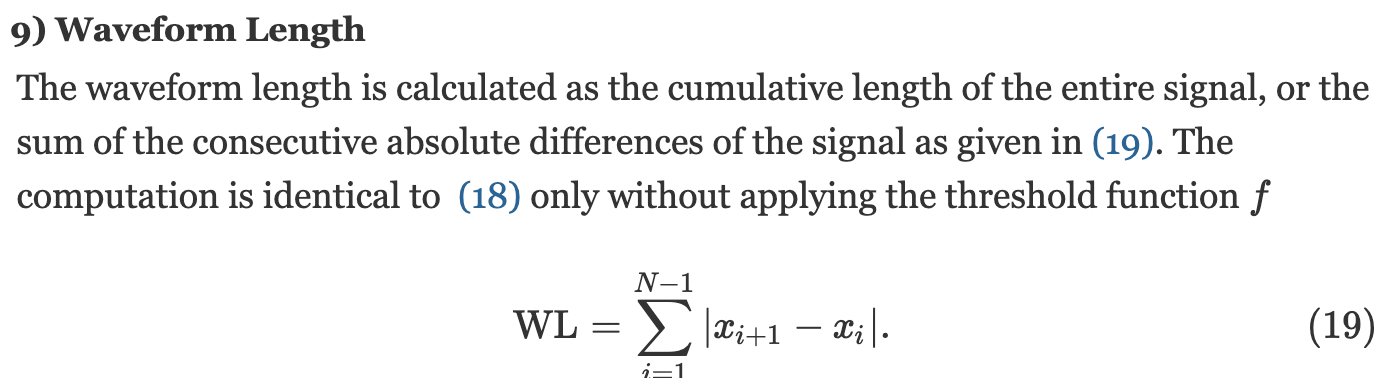 9) Waveform Length
The waveform length is calculated as the cumulative length of the entire signal, or the
sum of the consecutive absolute differences of the signal as given in (19). The
computation is identical to (18) only without applying the threshold function f
WL = \sum_{i=1}^{N-1} |x_{i+1} − x_i|. (19)